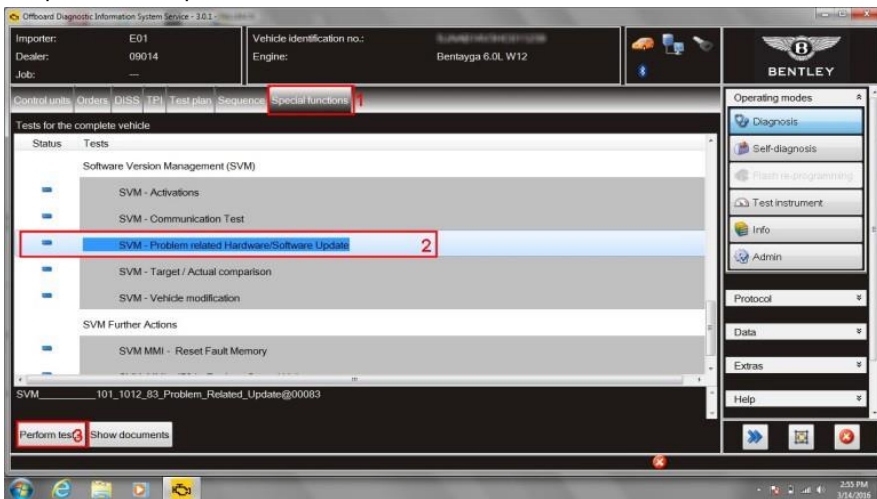 Offboard Diagnostic Information System Service - 3.0.1 -
Importer: E01
Dealer: 09014
Job: ---
Vehicle identification no.:
Engine: Bentayga 6.0L W12
BENTLEY
Control units Orders DISS TPI Test plan Sequence Special functions 1
Tests for the complete vehicle
Status Tests
Software Version Management (SVM)
SVM - Activations
SVM - Communication Test
SVM - Problem related Hardware/Software Update 2
SVM - Target / Actual comparison
SVM - Vehicle modification
SVM Further Actions
SVM MMI - Reset Fault Memory
SVM_____101_1012_83_Problem_Related_Update@00083
Perform test 3 Show documents
Operating modes
Diagnosis
Self-diagnosis
Flash re-programming
Test instrument
Info
Admin
Protocol
Data
Extras
Help
2:55 PM
3/14/2016